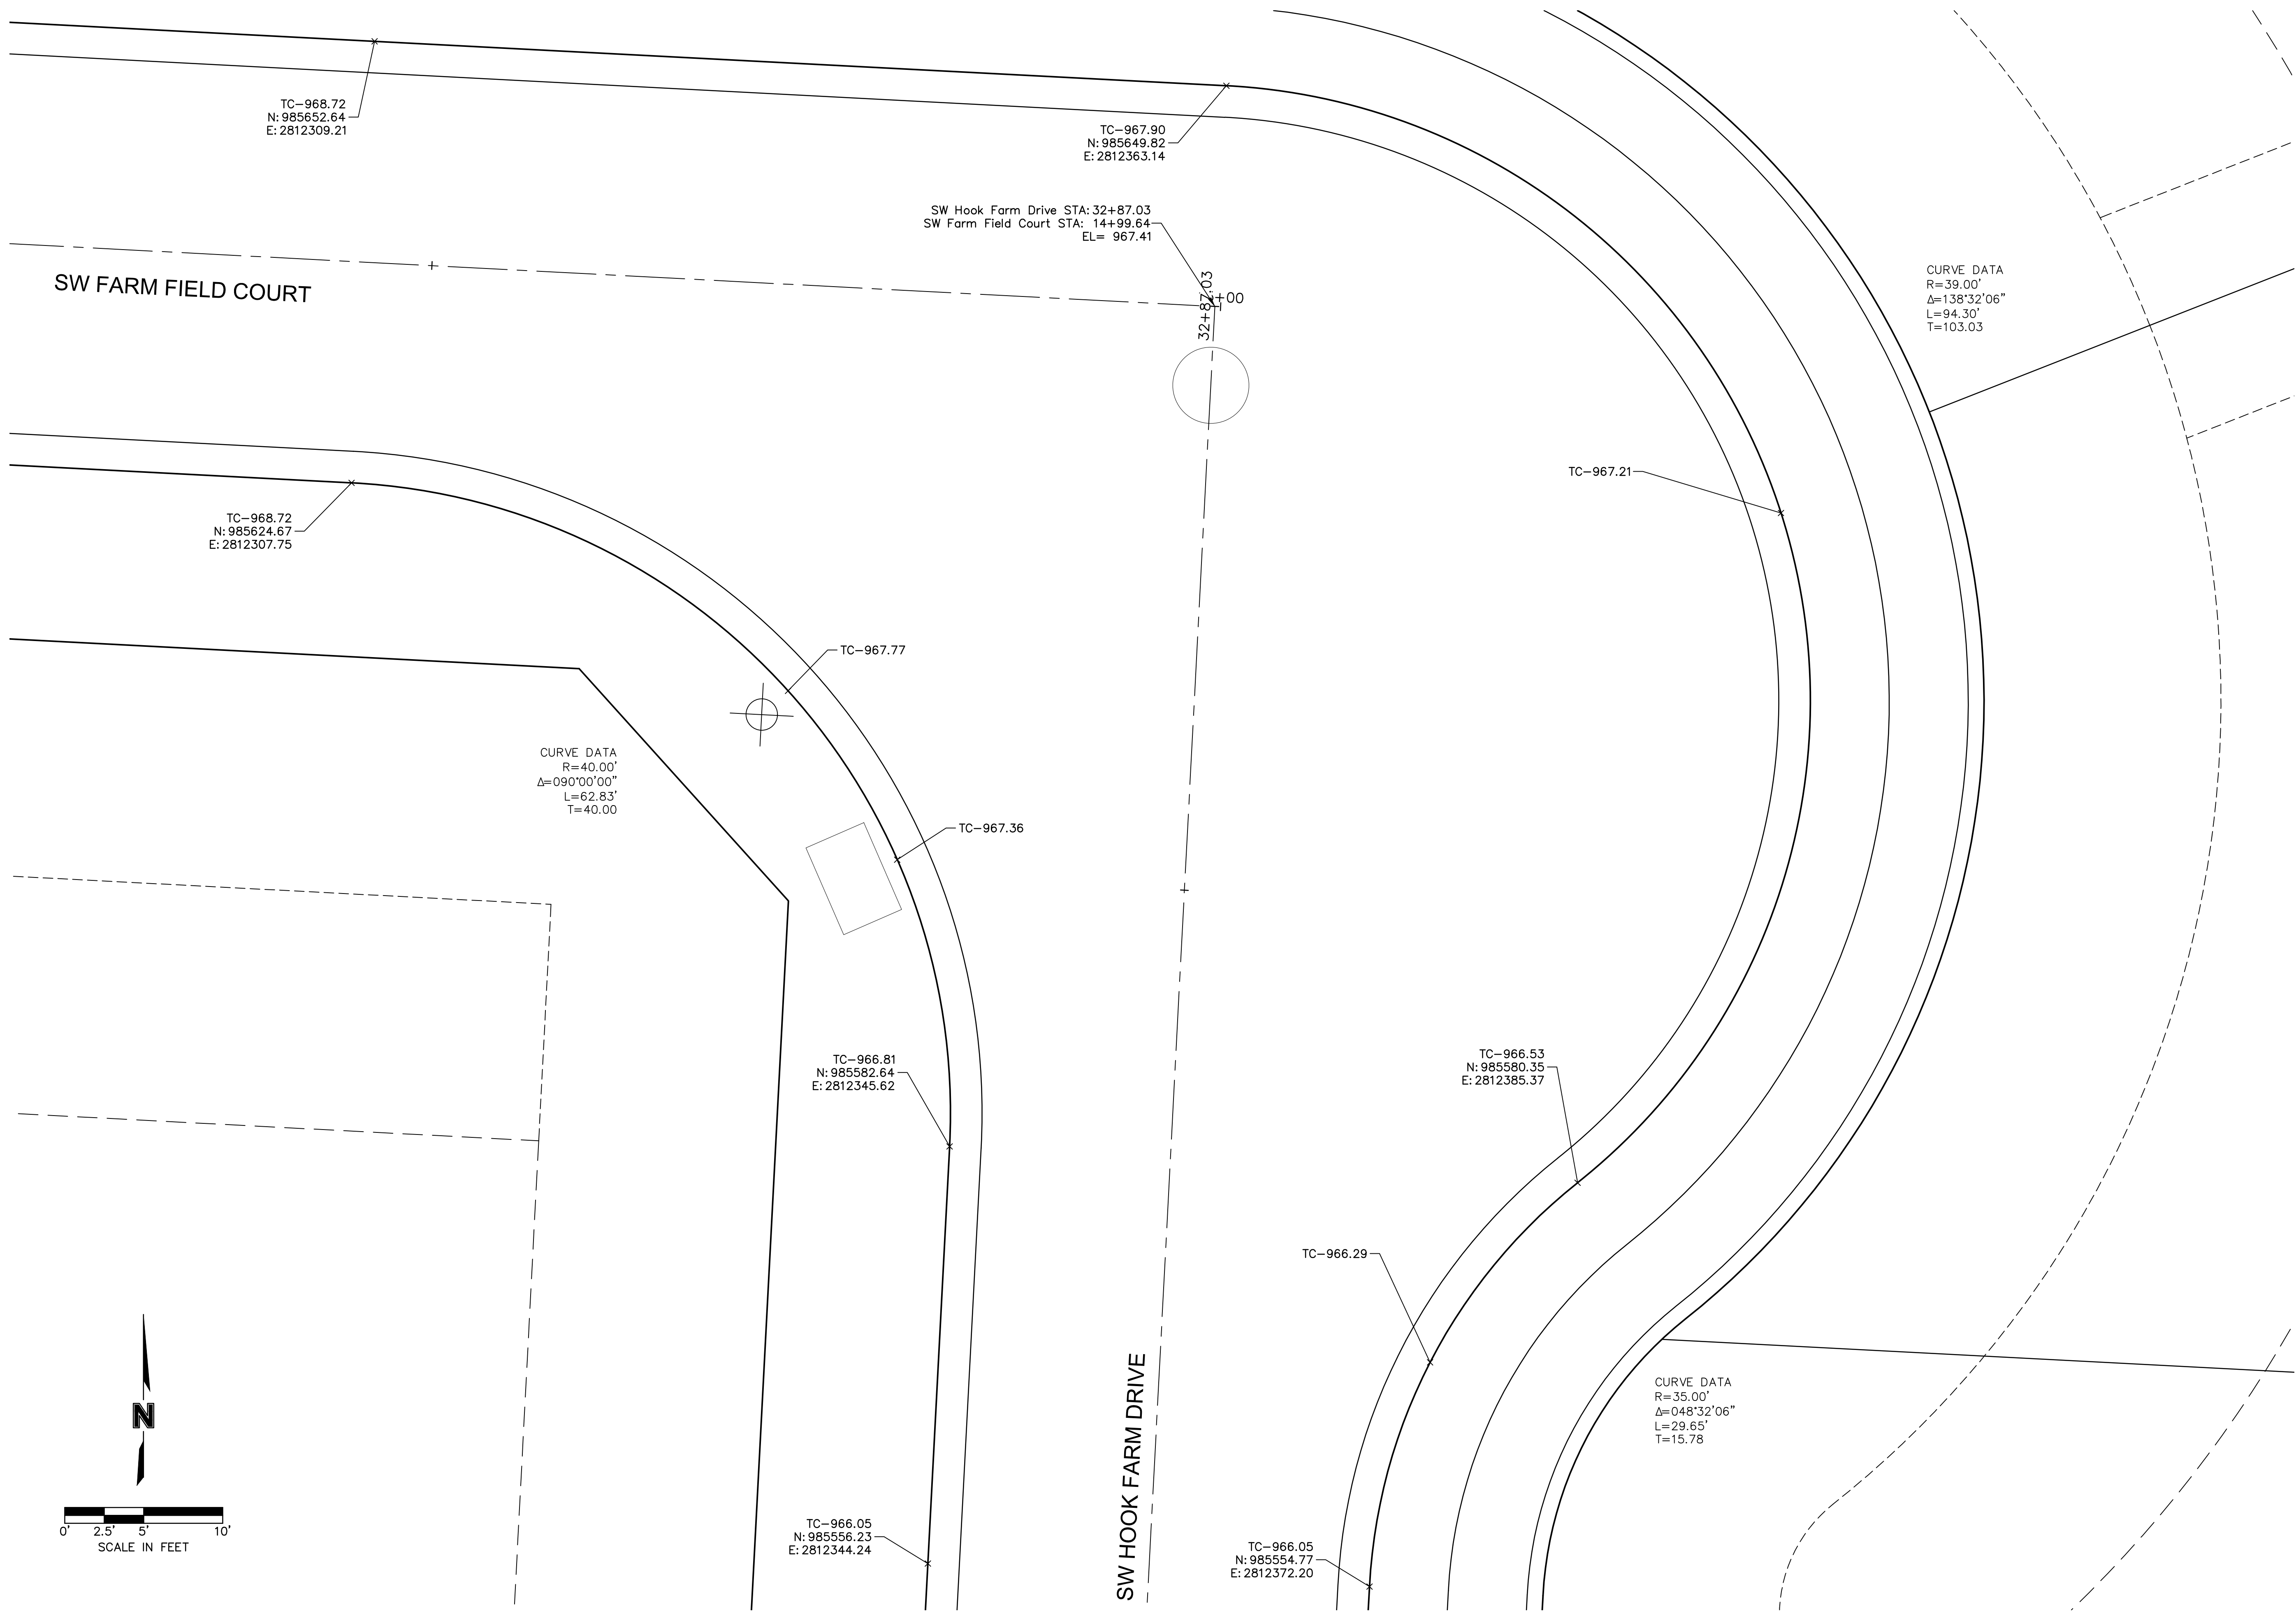 TC-968.72
N: 985652.64
E: 2812309.21
TC-967.90
N: 985649.82
E: 2812363.14
SW Hook Farm Drive STA: 32+87.03
SW Farm Field Court STA: 14+99.64
EL= 967.41
32+87.03
+00
SW FARM FIELD COURT
CURVE DATA
R=39.00'
Δ=138°32'06"
L=94.30'
T=103.03
TC-967.21
TC-968.72
N: 985624.67
E: 2812307.75
TC-967.77
CURVE DATA
R=40.00'
Δ=090°00'00"
L=62.83'
T=40.00
TC-967.36
TC-966.81
N: 985582.64
E: 2812345.62
TC-966.53
N: 985580.35
E: 2812385.37
TC-966.29
CURVE DATA
R=35.00'
Δ=048°32'06"
L=29.65'
T=15.78
SW HOOK FARM DRIVE
N
0' 2.5' 5' 10'
SCALE IN FEET
TC-966.05
N: 985556.23
E: 2812344.24
TC-966.05
N: 985554.77
E: 2812372.20